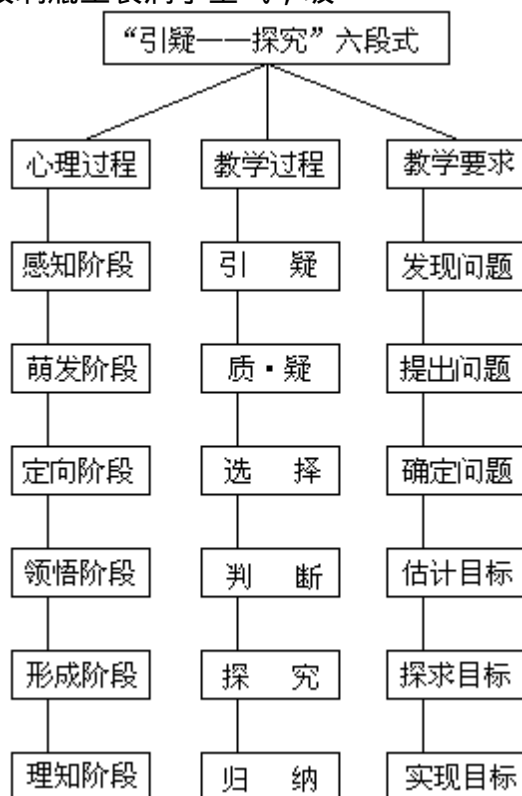 “引疑——探究”六段式
心理过程 教学过程 教学要求
感知阶段 引 疑 发现问题
萌发阶段 质·疑 提出问题
定向阶段 选 择 确定问题
领悟阶段 判 断 估计目标
形成阶段 探 究 探求目标
理知阶段 归 纳 实现目标